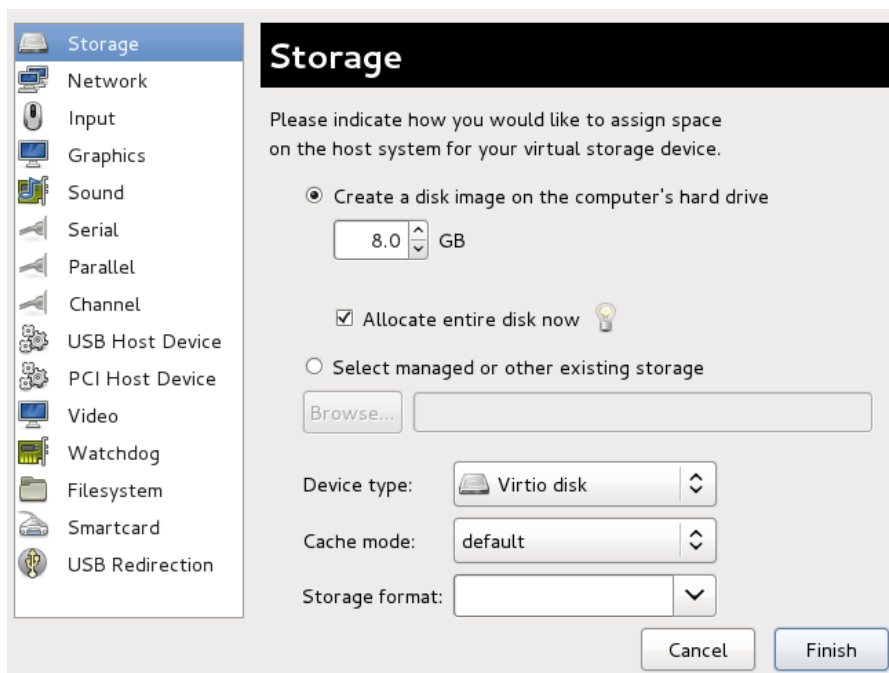 Storage
Network
Input
Graphics
Sound
Serial
Parallel
Channel
USB Host Device
PCI Host Device
Video
Watchdog
Filesystem
Smartcard
USB Redirection
Storage
Please indicate how you would like to assign space
on the host system for your virtual storage device.
Create a disk image on the computer's hard drive
8.0 GB
Allocate entire disk now
Select managed or other existing storage
Browse...
Device type: Virtio disk
Cache mode: default
Storage format:
Cancel Finish